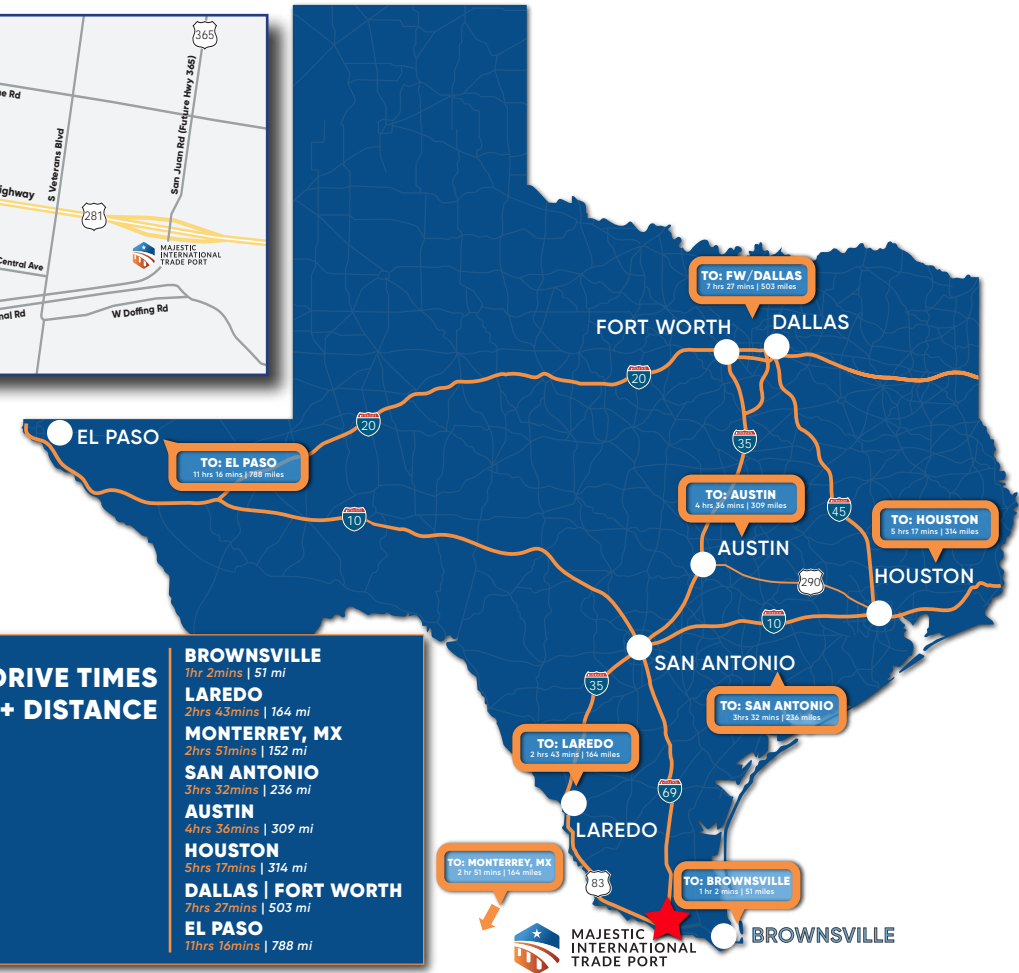 365
San Juan Rd (Future Hwy 365)
S Veterans Blvd
281
MAJESTIC
INTERNATIONAL
TRADE PORT
Central Ave
W Doffing Rd
TO: FW/DALLAS
7 hrs 27 mins | 503 miles
FORT WORTH
DALLAS
20
20
35
EL PASO
TO: EL PASO
11 hrs 16 mins | 788 miles
10
TO: AUSTIN
4 hrs 36 mins | 309 miles
45
TO: HOUSTON
5 hrs 17 mins | 314 miles
AUSTIN
290
HOUSTON
10
SAN ANTONIO
35
TO: SAN ANTONIO
3hrs 32 mins | 236 miles
TO: LAREDO
2 hrs 43 mins | 164 miles
69
LAREDO
TO: MONTERREY, MX
2 hr 51 mins | 164 miles
83
TO: BROWNSVILLE
1 hr 2 mins | 51 miles
MAJESTIC
INTERNATIONAL
TRADE PORT
BROWNSVILLE
DRIVE TIMES
+ DISTANCE
BROWNSVILLE
1hr 2mins | 51 mi
LAREDO
2hrs 43mins | 164 mi
MONTERREY, MX
2hrs 51mins | 152 mi
SAN ANTONIO
3hrs 32mins | 236 mi
AUSTIN
4hrs 36mins | 309 mi
HOUSTON
5hrs 17mins | 314 mi
DALLAS | FORT WORTH
7hrs 27mins | 503 mi
EL PASO
11hrs 16mins | 788 mi